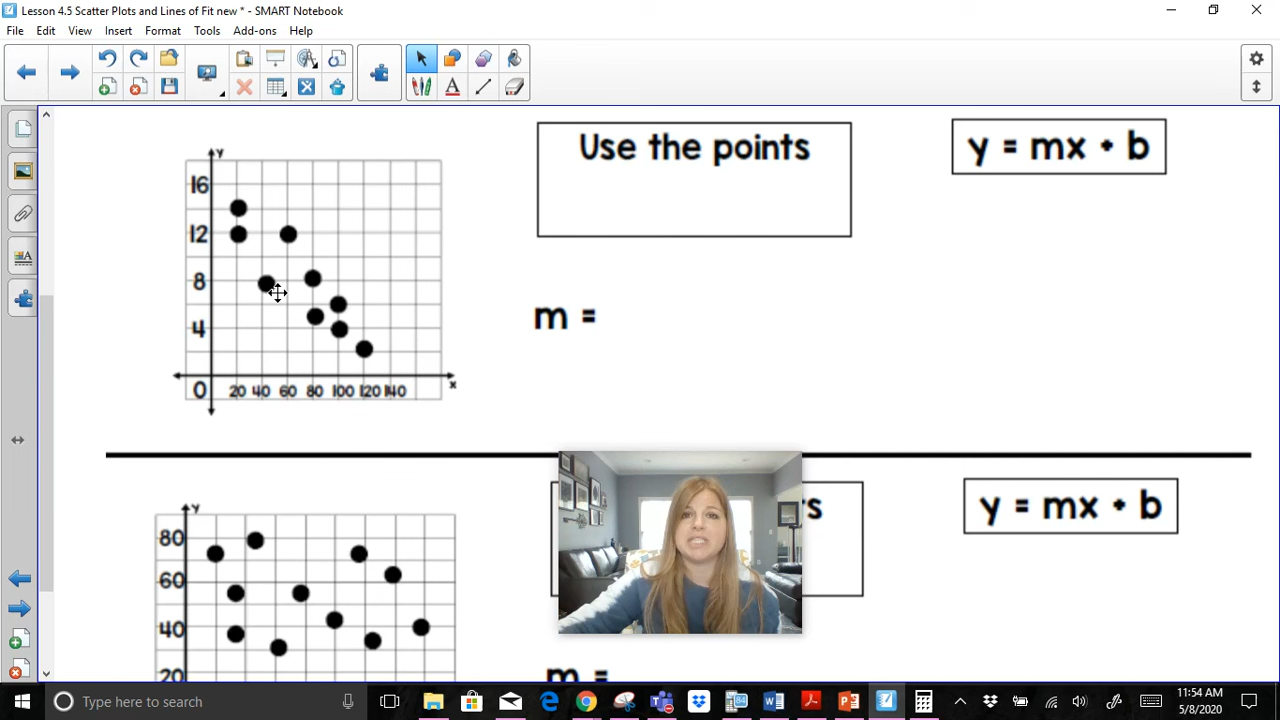 Lesson 4.5 Scatter Plots and Lines of Fit new * - SMART Notebook
File Edit View Insert Format Tools Add-ons Help
Use the points
y = mx + b
y
16
12
8
4
0
20 40 60 80 100 120 140
x
m =
y = mx + b
y
80
60
40
20
m =
Type here to search
11:54 AM
5/8/2020